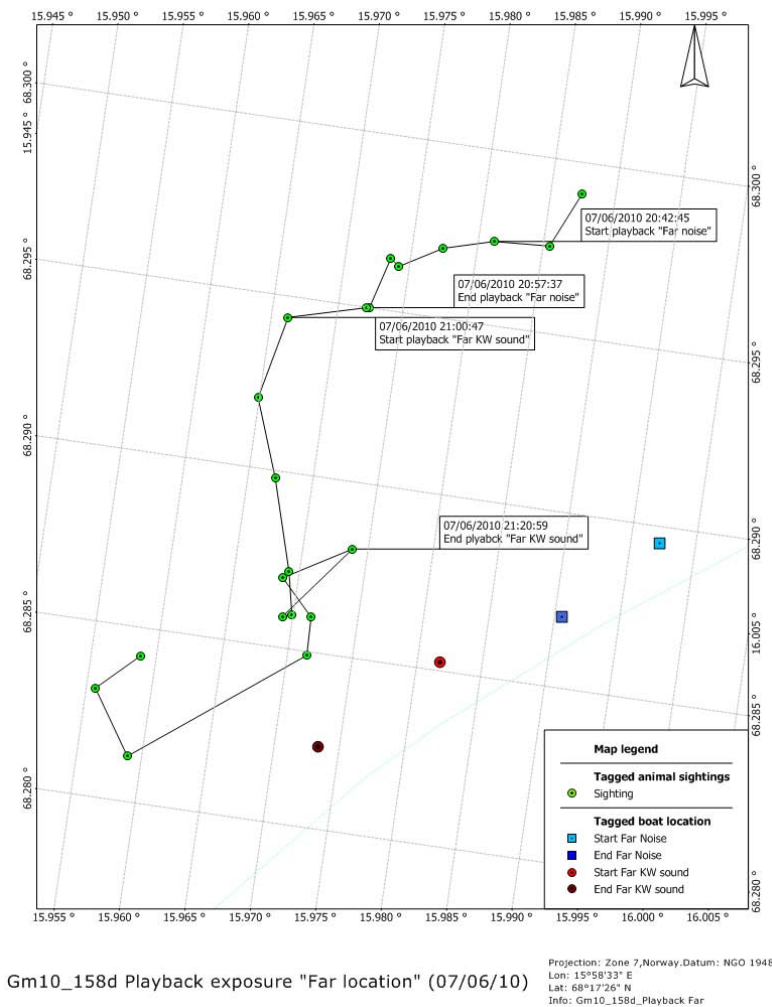 15.945 ° 15.950 ° 15.955 ° 15.960 ° 15.965 ° 15.970 ° 15.975 ° 15.980 ° 15.985 ° 15.990 ° 15.995 °
68.300 °
15.945 °
68.295 °
68.290 °
68.285 °
68.280 °
68.300 °
68.295 °
68.290 °
16.005 °
68.285 °
68.280 °
07/06/2010 20:42:45
Start playback "Far noise"
07/06/2010 20:57:37
End playback "Far noise"
07/06/2010 21:00:47
Start playback "Far KW sound"
07/06/2010 21:20:59
End plyabck "Far KW sound"
Map legend
Tagged animal sightings
Sighting
Tagged boat location
Start Far Noise
End Far Noise
Start Far KW sound
End Far KW sound
15.955 ° 15.960 ° 15.965 ° 15.970 ° 15.975 ° 15.980 ° 15.985 ° 15.990 ° 15.995 ° 16.000 ° 16.005 °
Gm10_158d Playback exposure "Far location" (07/06/10)
Projection: Zone 7,Norway.Datum: NGO 1948
Lon: 15°58'33" E
Lat: 68°17'26" N
Info: Gm10_158d_Playback Far